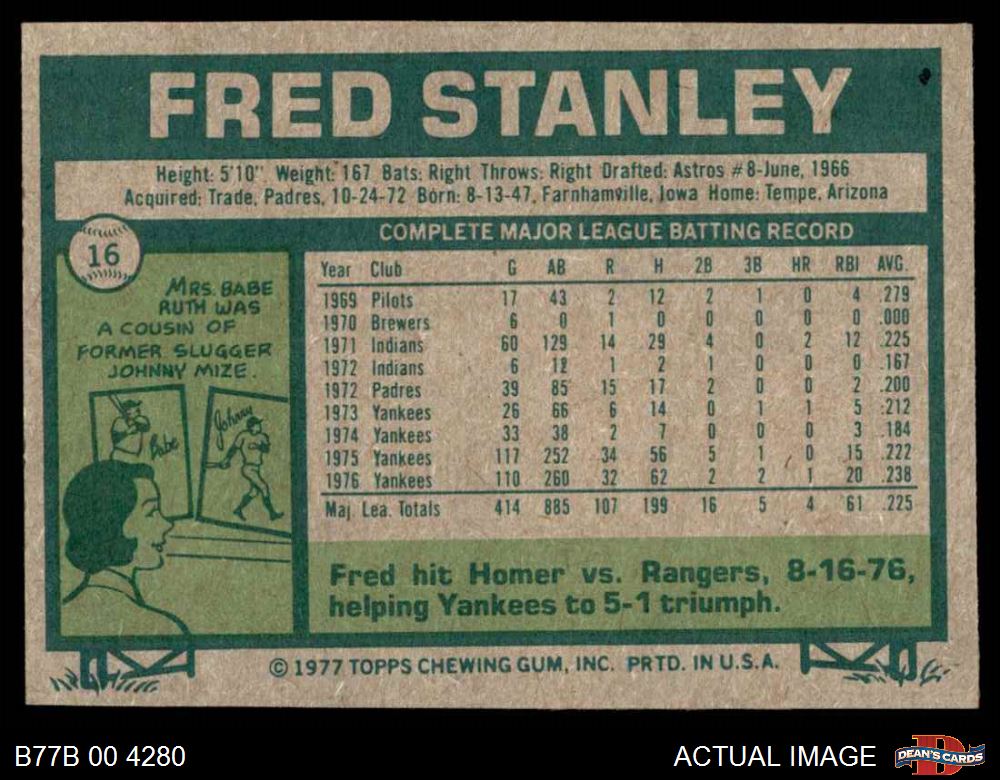 FRED STANLEY
Height: 5'10" Weight: 167 Bats: Right Throws: Right Drafted: Astros #8-June, 1966
Acquired: Trade, Padres, 10-24-72 Born: 8-13-47, Farnhamville, Iowa Home: Tempe, Arizona
16
MRS. BABE
RUTH WAS
A COUSIN OF
FORMER SLUGGER
JOHNNY MIZE.
Babe
Johnny
COMPLETE MAJOR LEAGUE BATTING RECORD
Year Club G AB R H 2B 3B HR RBI AVG.
1969 Pilots 17 43 2 12 2 1 0 4 .279
1970 Brewers 6 0 1 0 0 0 0 0 .000
1971 Indians 60 129 14 29 4 0 2 12 .225
1972 Indians 6 12 1 2 1 0 0 0 .167
1972 Padres 39 85 15 17 2 0 0 2 .200
1973 Yankees 26 66 6 14 0 1 1 5 .212
1974 Yankees 33 38 2 7 0 0 0 3 .184
1975 Yankees 117 252 34 56 5 1 0 15 .222
1976 Yankees 110 260 32 62 2 2 1 20 .238
Maj. Lea. Totals 414 885 107 199 16 5 4 61 .225
Fred hit Homer vs. Rangers, 8-16-76,
helping Yankees to 5-1 triumph.
© 1977 TOPPS CHEWING GUM, INC. PRTD. IN U.S.A.
B77B 00 4280
ACTUAL IMAGE
D
DEAN'S CARDS